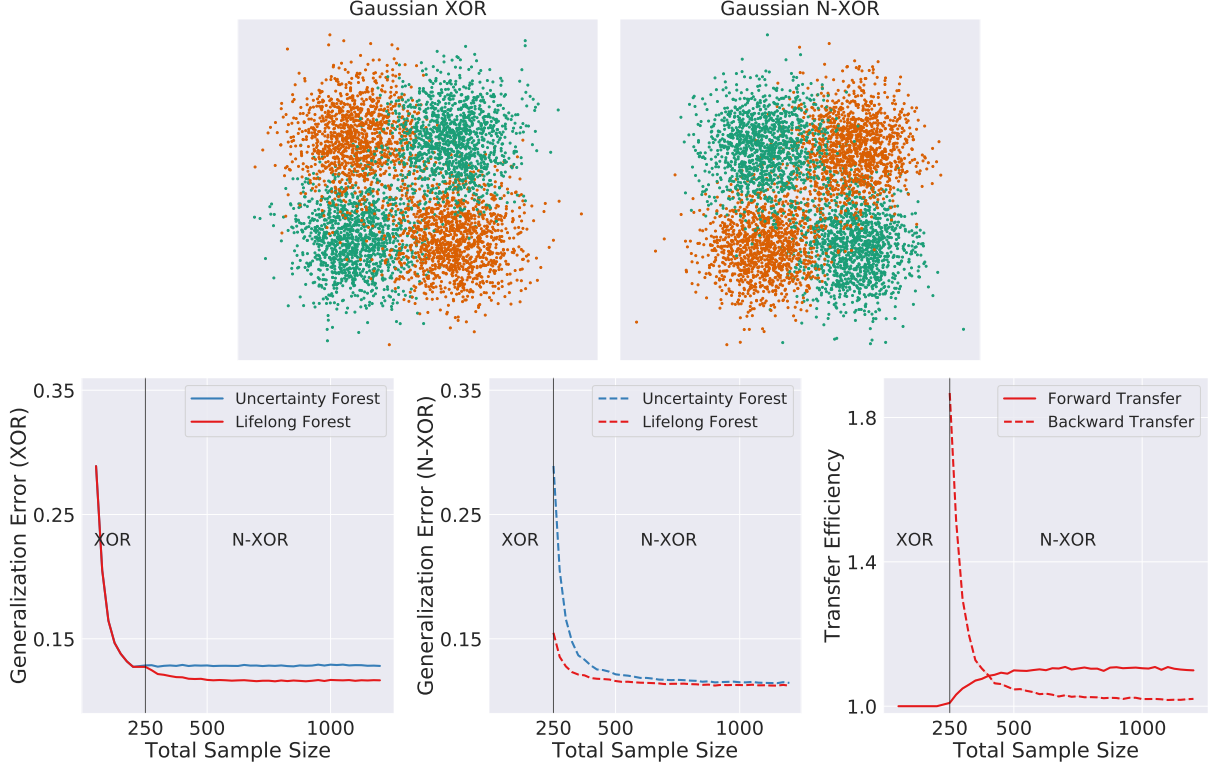 Gaussian XOR
Gaussian N-XOR
Generalization Error (XOR)
0.35
0.25
0.15
Uncertainty Forest
Lifelong Forest
XOR
N-XOR
250
500
1000
Total Sample Size
Generalization Error (N-XOR)
0.35
0.25
0.15
Uncertainty Forest
Lifelong Forest
XOR
N-XOR
250
500
1000
Total Sample Size
Transfer Efficiency
1.8
1.4
1.0
Forward Transfer
Backward Transfer
XOR
N-XOR
250
500
1000
Total Sample Size